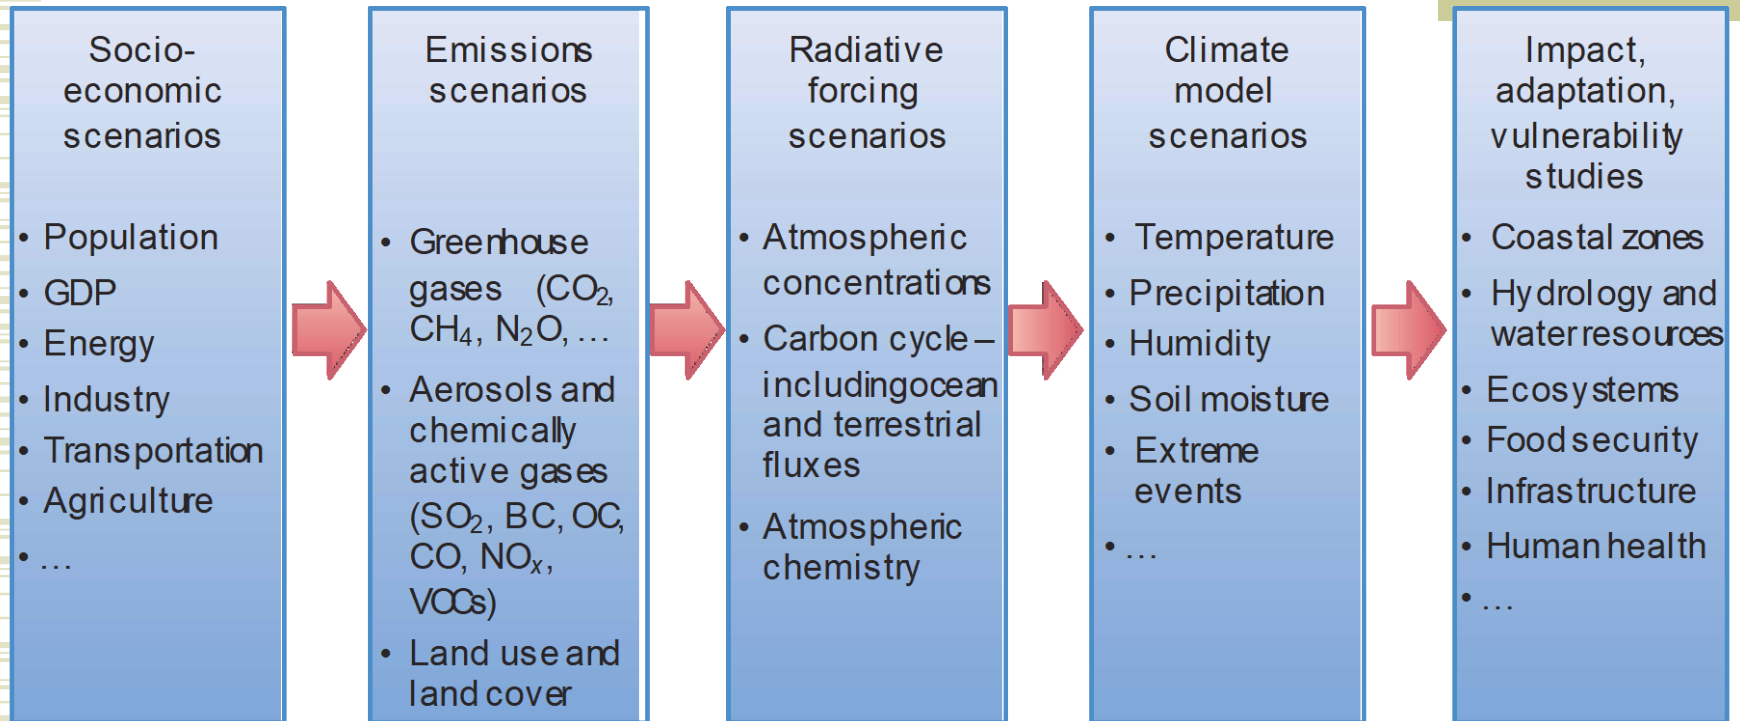 Socio-
economic
scenarios
• Population
• GDP
• Energy
• Industry
• Transportation
• Agriculture
• ...
Emissions
scenarios
• Greenhouse
gases (CO₂,
CH₄, N₂O, ...
• Aerosols and
chemically
active gases
(SO₂, BC, OC,
CO, NOₓ,
VOCs)
• Land use and
land cover
Radiative
forcing
scenarios
• Atmospheric
concentrations
• Carbon cycle –
including ocean
and terrestrial
fluxes
• Atmospheric
chemistry
Climate
model
scenarios
• Temperature
• Precipitation
• Humidity
• Soil moisture
• Extreme
events
• ...
Impact,
adaptation,
vulnerability
studies
• Coastal zones
• Hydrology and
water resources
• Ecosystems
• Food security
• Infrastructure
• Human health
• ...